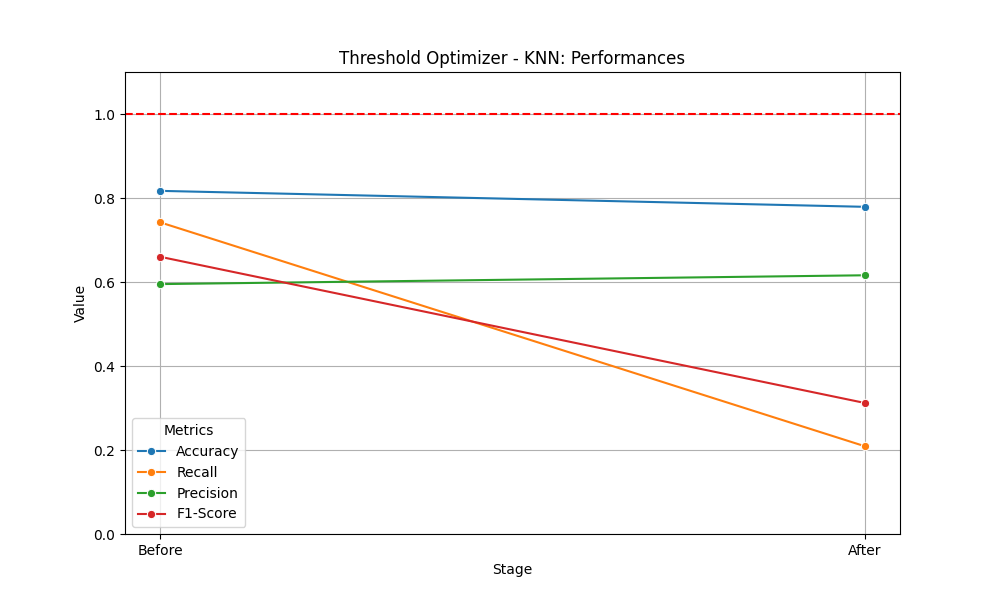 Threshold Optimizer - KNN: Performances
1.0
0.8
0.6
0.4
0.2
0.0
Value
Metrics
Accuracy
Recall
Precision
F1-Score
Before
After
Stage